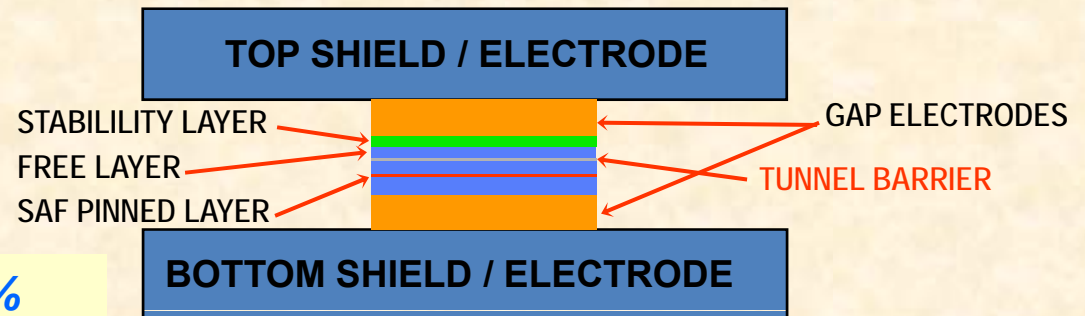 TOP SHIELD / ELECTRODE
STABILILITY LAYER
GAP ELECTRODES
FREE LAYER
TUNNEL BARRIER
SAF PINNED LAYER
BOTTOM SHIELD / ELECTRODE
%